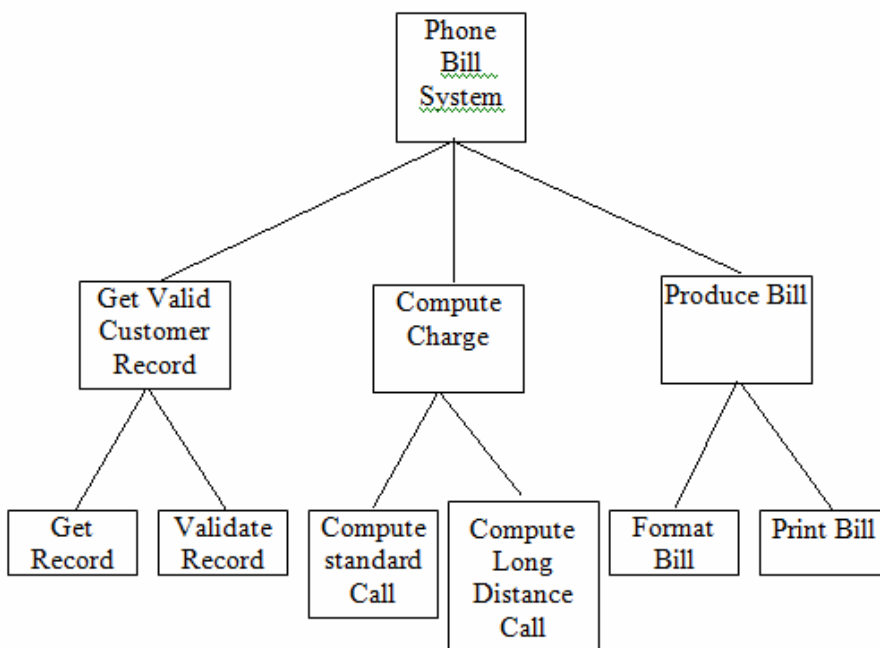 Phone
Bill
System
Get Valid
Customer
Record
Compute
Charge
Produce Bill
Get
Record
Validate
Record
Compute
standard
Call
Compute
Long
Distance
Call
Format
Bill
Print Bill